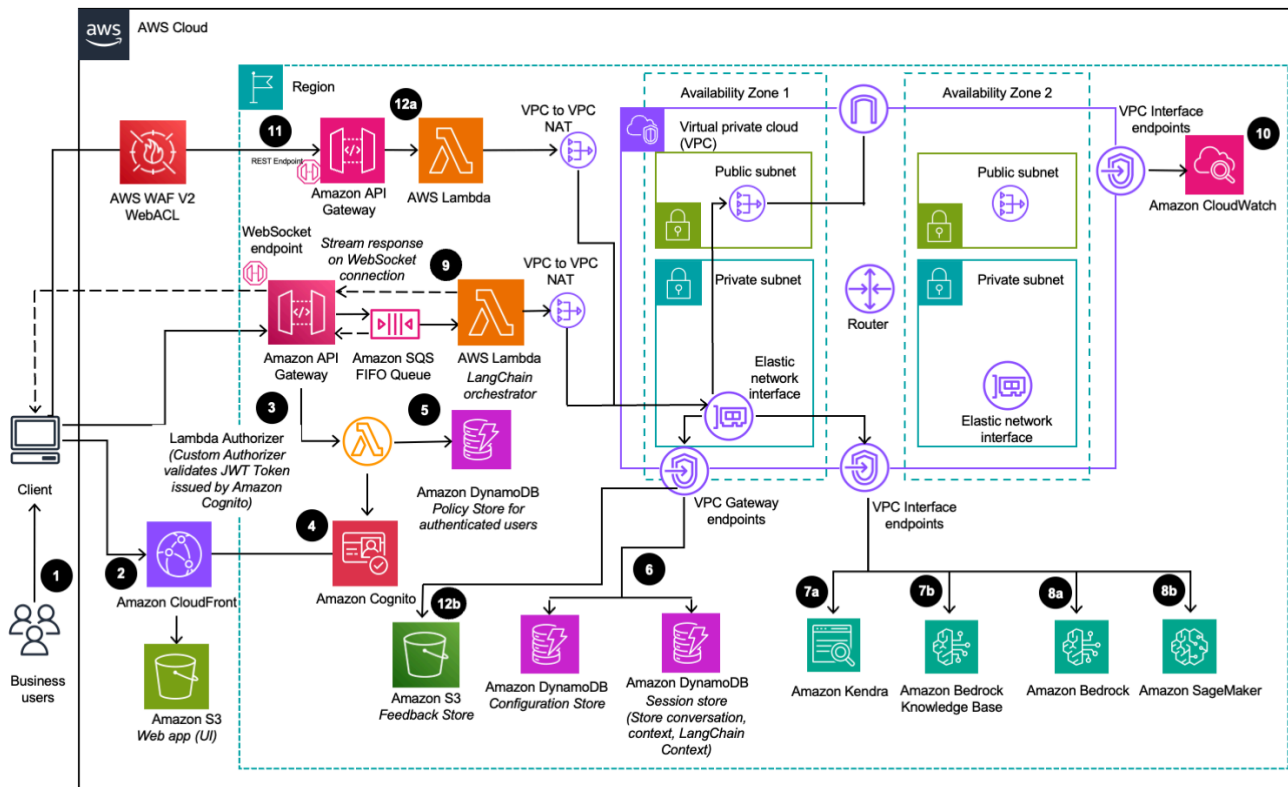 aws
AWS Cloud
Region
11
12a
REST Endpoint
AWS WAF V2
WebACL
Amazon API
Gateway
AWS Lambda
VPC to VPC
NAT
Availability Zone 1
Availability Zone 2
Virtual private cloud
(VPC)
Public subnet
Public subnet
VPC Interface
endpoints
10
Amazon CloudWatch
WebSocket
endpoint
Stream response
on WebSocket
connection
9
VPC to VPC
NAT
Private subnet
Private subnet
Router
Amazon API
Gateway
Amazon SQS
FIFO Queue
AWS Lambda
LangChain
orchestrator
Elastic
network
interface
Elastic network
interface
3
5
Lambda Authorizer
(Custom Authorizer
validates JWT Token
issued by Amazon
Cognito)
Amazon DynamoDB
Policy Store for
authenticated users
Client
VPC Gateway
endpoints
VPC Interface
endpoints
1
2
4
6
Amazon CloudFront
Amazon Cognito
12b
7a
7b
8a
8b
Business
users
Amazon S3
Web app (UI)
Amazon S3
Feedback Store
Amazon DynamoDB
Configuration Store
Amazon DynamoDB
Session store
(Store conversation,
context, LangChain
Context)
Amazon Kendra
Amazon Bedrock
Knowledge Base
Amazon Bedrock
Amazon SageMaker